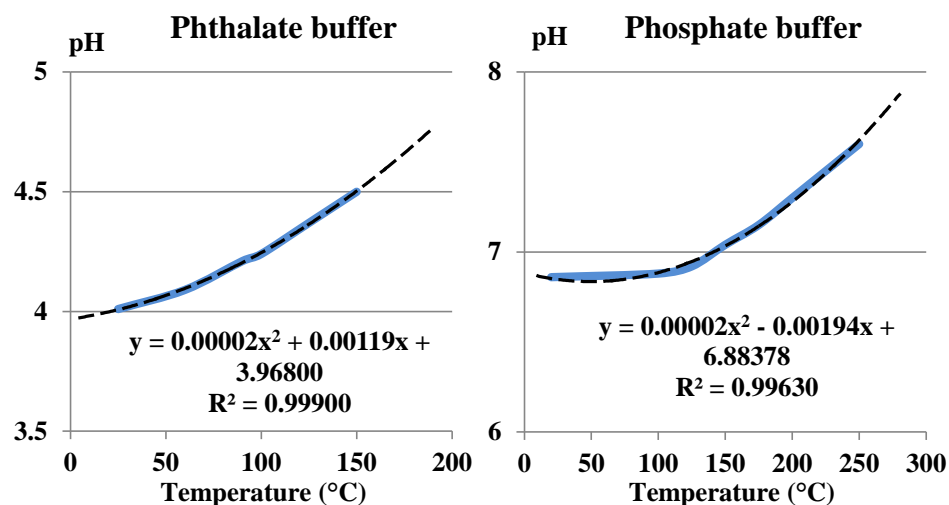 Phthalate buffer
pH
5
4.5
4
3.5
y = 0.00002x² + 0.00119x +
3.96800
R² = 0.99900
0 50 100 150 200
Temperature (°C)
Phosphate buffer
pH
8
7
6
y = 0.00002x² - 0.00194x +
6.88378
R² = 0.99630
0 50 100 150 200 250 300
Temperature (°C)